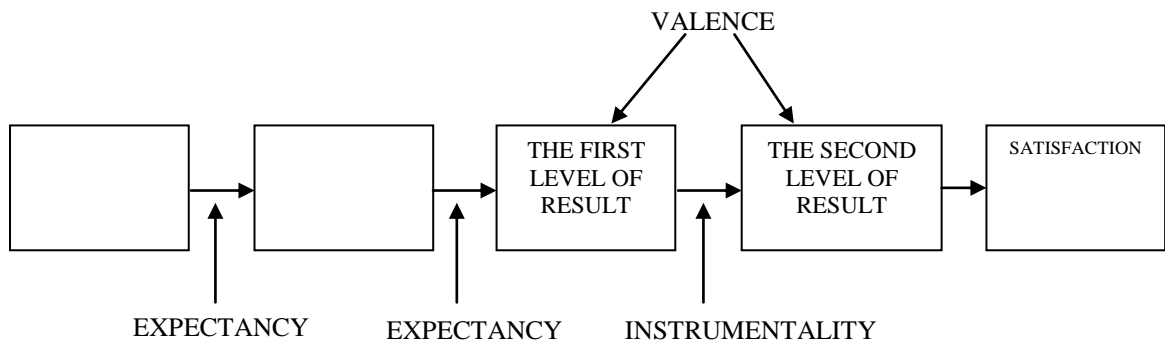 VALENCE
THE FIRST
LEVEL OF
RESULT
THE SECOND
LEVEL OF
RESULT
SATISFACTION
EXPECTANCY
EXPECTANCY
INSTRUMENTALITY